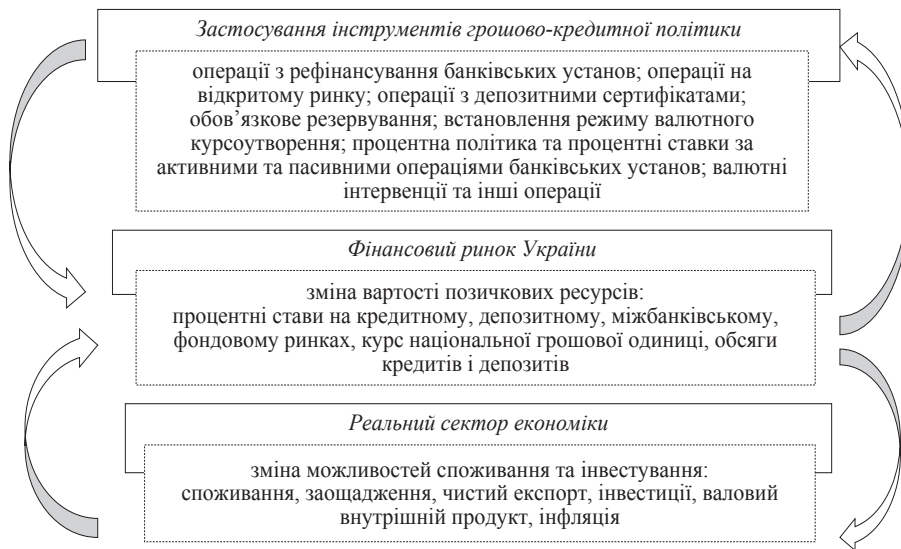 Застосування інструментів грошово-кредитної політики
операції з рефінансування банківських установ; операції на
відкритому ринку; операції з депозитними сертифікатами;
обов’язкове резервування; встановлення режиму валютного
курсоутворення; процентна політика та процентні ставки за
активними та пасивними операціями банківських установ; валютні
інтервенції та інші операції
Фінансовий ринок України
зміна вартості позичкових ресурсів:
процентні стави на кредитному, депозитному, міжбанківському,
фондовому ринках, курс національної грошової одиниці, обсяги
кредитів і депозитів
Реальний сектор економіки
зміна можливостей споживання та інвестування:
споживання, заощадження, чистий експорт, інвестиції, валовий
внутрішній продукт, інфляція